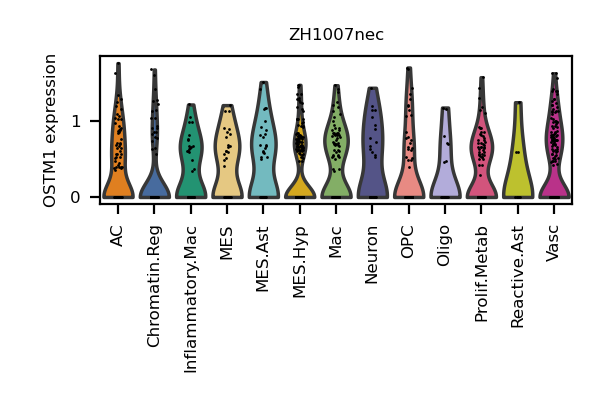 ZH1007nec
OSTM1 expression
1
0
AC
Chromatin.Reg
Inflammatory.Mac
MES
MES.Ast
MES.Hyp
Mac
Neuron
OPC
Oligo
Prolif.Metab
Reactive.Ast
Vasc